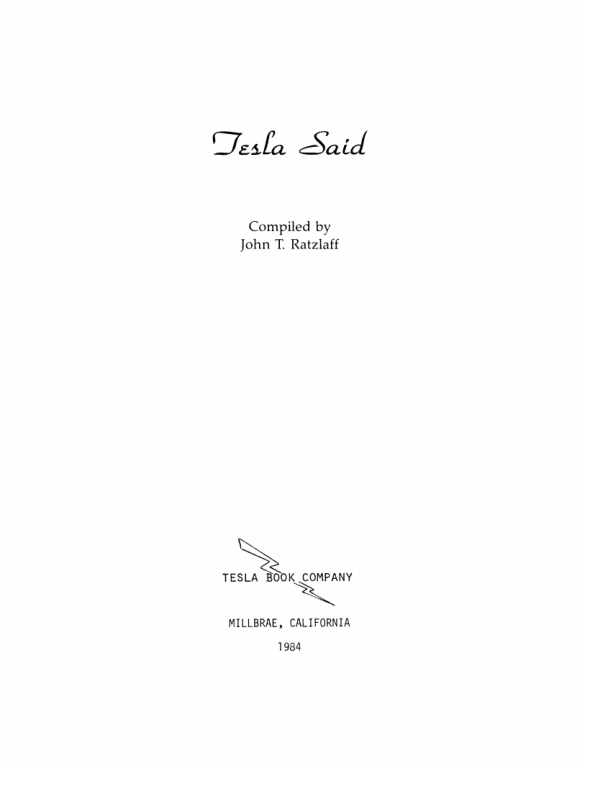 Tesla Said
Compiled by
John T. Ratzlaff
TESLA BOOK COMPANY
MILLBRAE, CALIFORNIA
1984